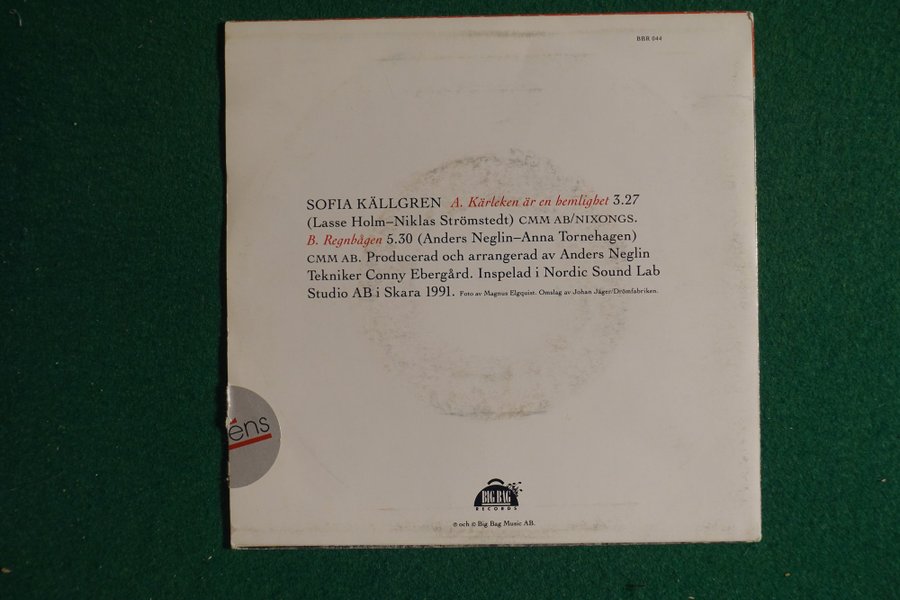 BBR 044
SOFIA KÄLLGREN A. Kärleken är en hemlighet 3.27
(Lasse Holm–Niklas Strömstedt) CMM AB/NIXONGS.
B. Regnbågen 5.30 (Anders Neglin–Anna Tornehagen)
CMM AB. Producerad och arrangerad av Anders Neglin
Tekniker Conny Ebergård. Inspelad i Nordic Sound Lab
Studio AB i Skara 1991. Foto av Magnus Elgquist. Omslag av Johan Jäger/Drömfabriken.
éns
BIG BAG
RECORDS
℗ och © Big Bag Music AB.